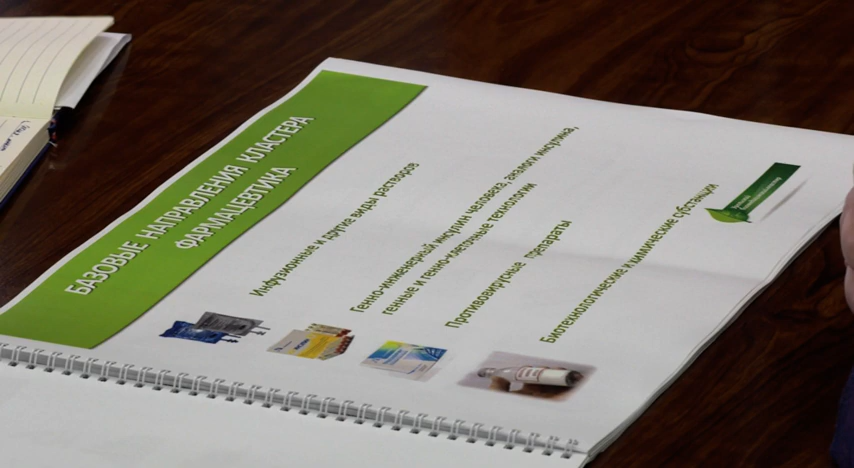 БАЗОВЫЕ НАПРАВЛЕНИЯ КЛАСТЕРА
ФАРМАЦЕВТИКА
Инфузионные и другие виды растворов
Генно-инженерный инсулин человека, аналоги инсулина,
генные и генно-клеточные технологии
Противовирусные препараты
Биотехнологические и химические субстанции